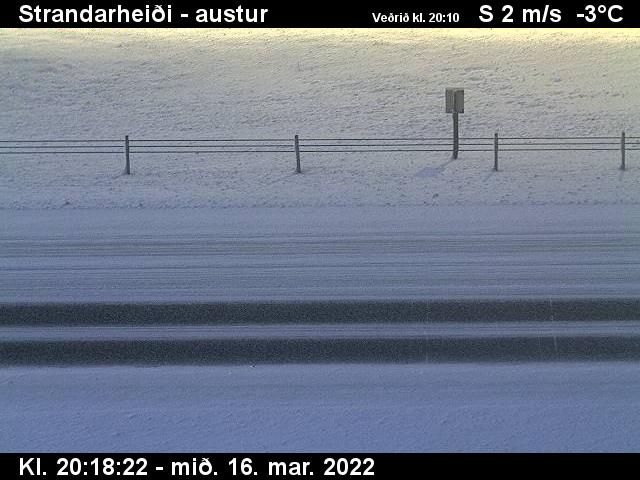 Strandarheiði - austur Veðrið kl. 20:10 S 2 m/s -3°C
Kl. 20:18:22 - mið. 16. mar. 2022